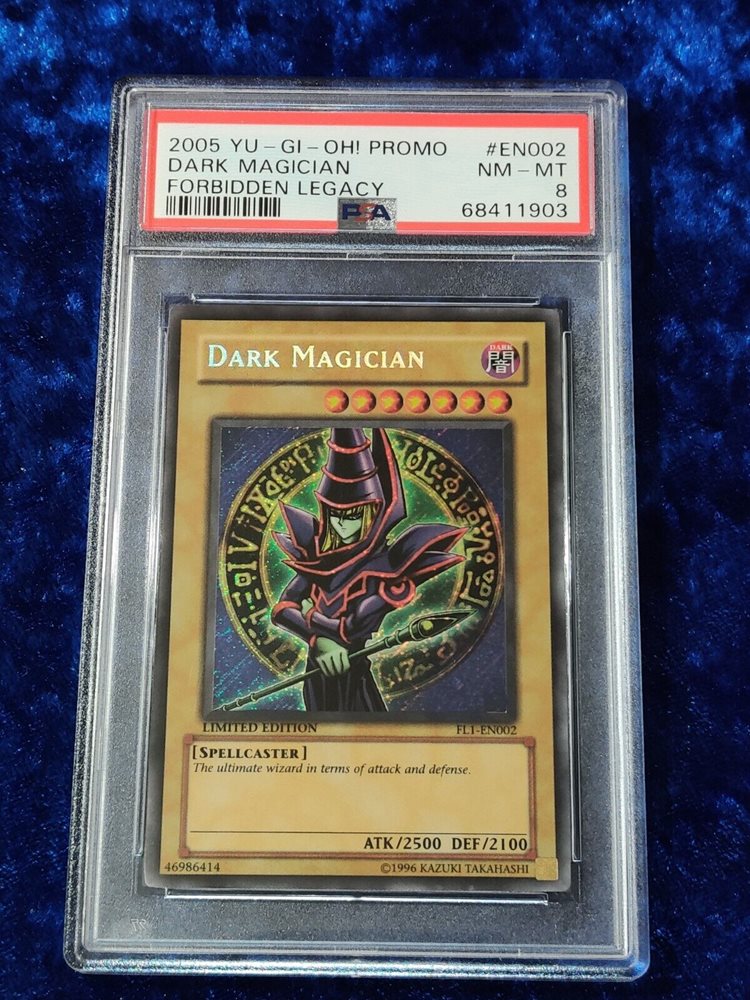 2005 YU-GI-OH! PROMO #EN002
DARK MAGICIAN NM-MT
FORBIDDEN LEGACY 8
PSA 68411903
DARK MAGICIAN
DARK
闇
LIMITED EDITION FL1-EN002
[SPELLCASTER]
The ultimate wizard in terms of attack and defense.
ATK/2500 DEF/2100
46986414 ©1996 KAZUKI TAKAHASHI